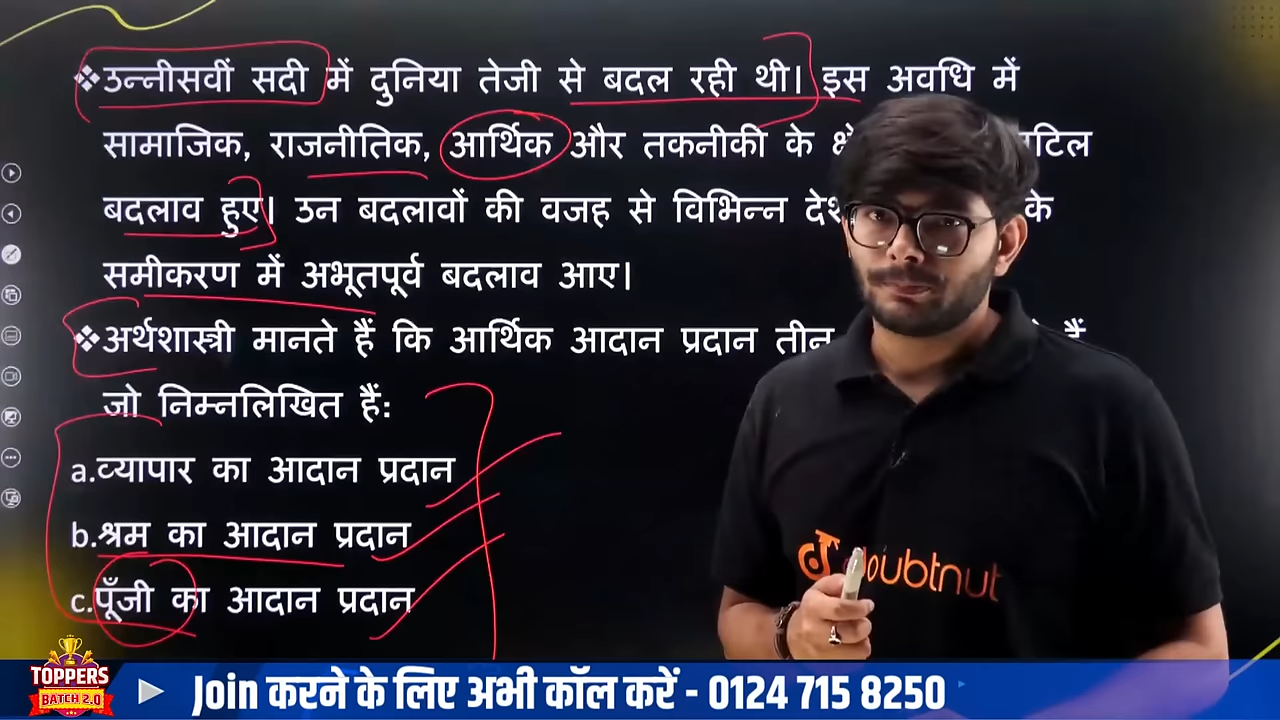 ❖उन्नीसवीं सदी में दुनिया तेजी से बदल रही थी। इस अवधि में
सामाजिक, राजनीतिक, आर्थिक और तकनीकी के
बदलाव हुए। उन बदलावों की वजह से विभिन्न के
समीकरण में अभूतपूर्व बदलाव आए।
❖अर्थशास्त्री मानते हैं कि आर्थिक आदान प्रदान तीन हैं
जो निम्नलिखित हैं:
a.व्यापार का आदान प्रदान
b.श्रम का आदान प्रदान
c.पूँजी का आदान प्रदान
doubtnut
TOPPERS
BATCH 2.0
Join करने के लिए अभी कॉल करें - 0124 715 8250